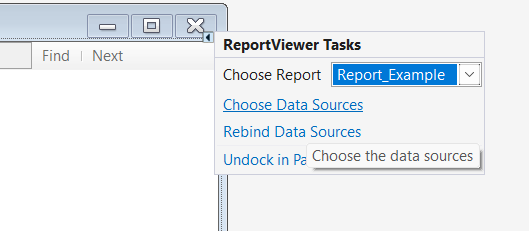 Find | Next
ReportViewer Tasks
Choose Report Report_Example
Choose Data Sources
Rebind Data Sources
Undock in Pa
Choose the data sources